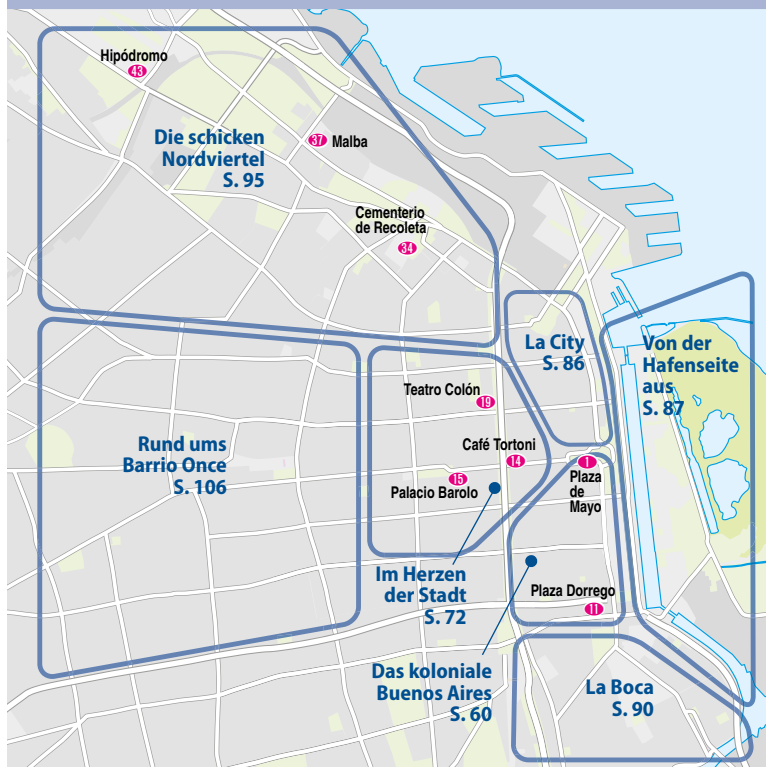 Hipódromo
43
Die schicken
Nordviertel
S. 95
37 Malba
Cementerio
de Recoleta
34
La City
S. 86
Von der
Hafenseite
aus
S. 87
Teatro Colón
19
Rund ums
Barrio Once
S. 106
Café Tortoni
14
15
Palacio Barolo
1
Plaza
de
Mayo
Im Herzen
der Stadt
S. 72
Plaza Dorrego
11
Das koloniale
Buenos Aires
S. 60
La Boca
S. 90